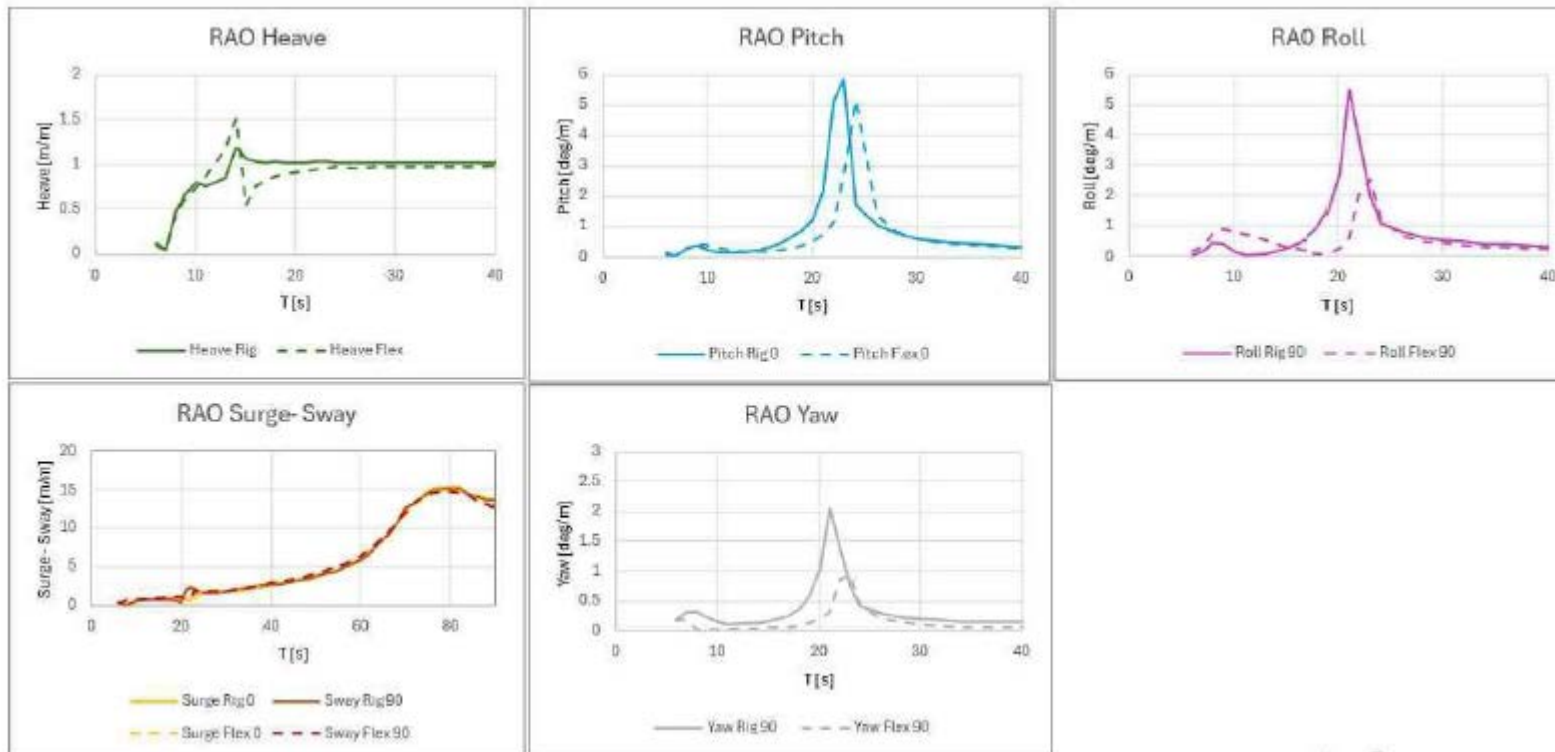 RAO Heave
Heave [m/m]
2
1.5
1
0.5
0
0 10 20 30 40
T [s]
Heave Rig Heave Flex
RAO Pitch
Pitch [deg/m]
6
5
4
3
2
1
0
0 10 20 30 40
T [s]
Pitch Rig 0 Pitch Flex 0
RA0 Roll
Roll [deg/m]
6
5
4
3
2
1
0
0 10 20 30 40
T [s]
Roll Rig 90 Roll Flex 90
RAO Surge- Sway
Surge - Sway [m/m]
20
15
10
5
0
0 20 40 60 80
T [s]
Surge Rig 0 Sway Rig 90
Surge Flex 0 Sway Flex 90
RAO Yaw
Yaw [deg/m]
3
2.5
2
1.5
1
0.5
0
0 10 20 30 40
T [s]
Yaw Rig 90 Yaw Flex 90